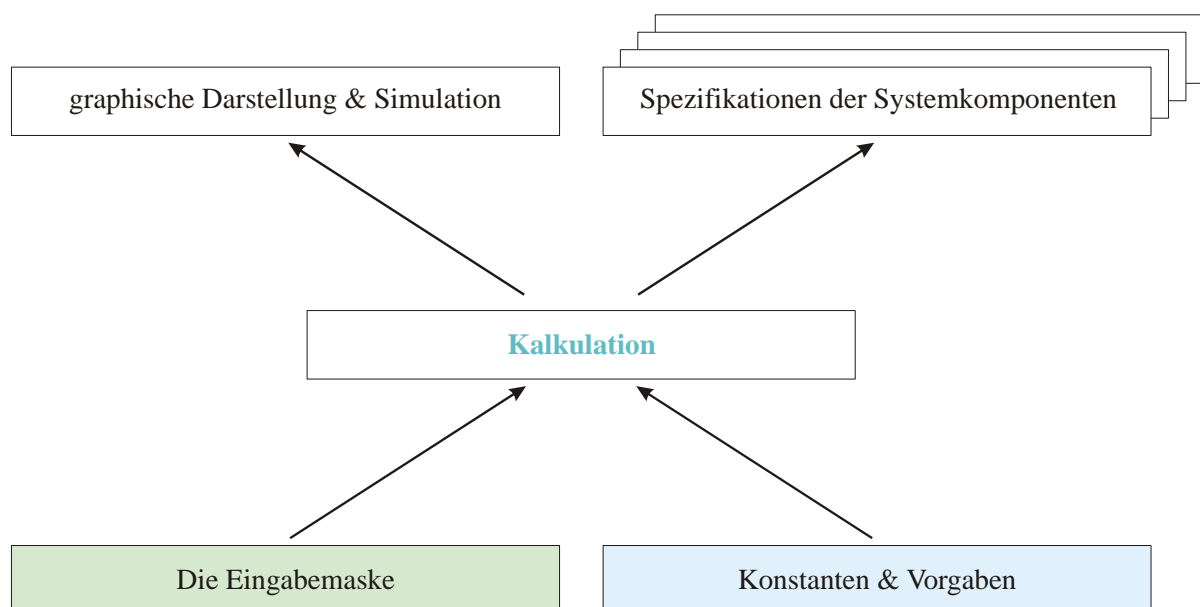 graphische Darstellung & Simulation
Spezifikationen der Systemkomponenten
Kalkulation
Die Eingabemaske
Konstanten & Vorgaben